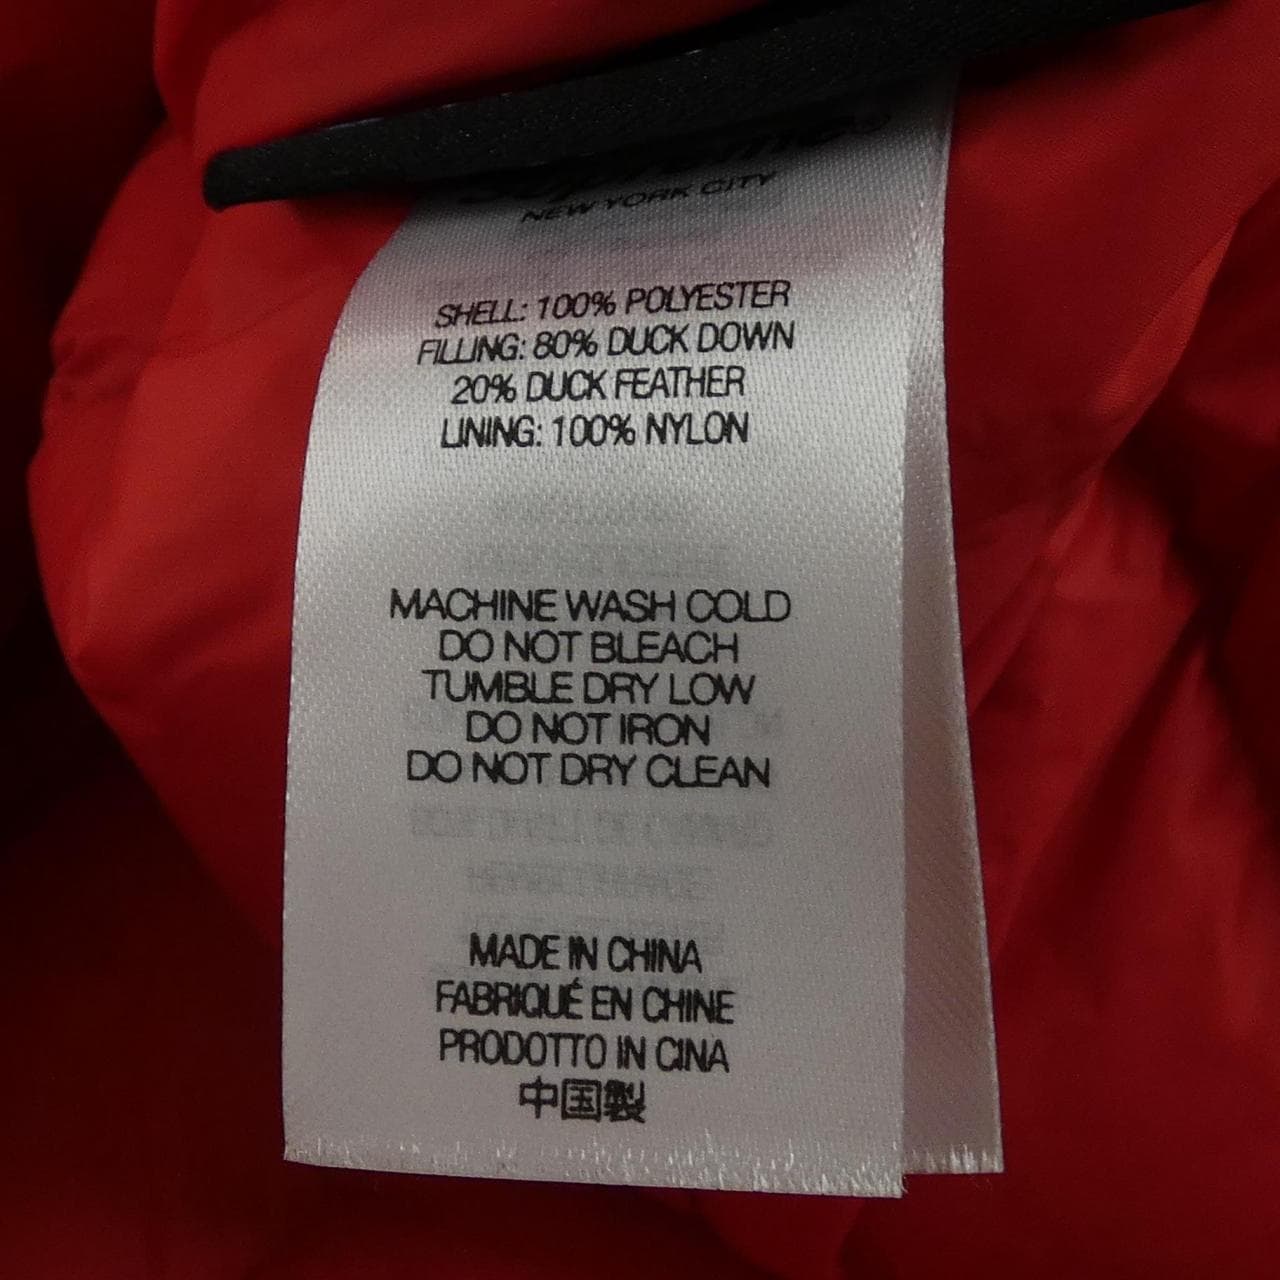 Supreme
NEW YORK CITY
SHELL: 100% POLYESTER
FILLING: 80% DUCK DOWN
20% DUCK FEATHER
LINING: 100% NYLON
MACHINE WASH COLD
DO NOT BLEACH
TUMBLE DRY LOW
DO NOT IRON
DO NOT DRY CLEAN
MADE IN CHINA
FABRIQUÉ EN CHINE
PRODOTTO IN CINA
中国製